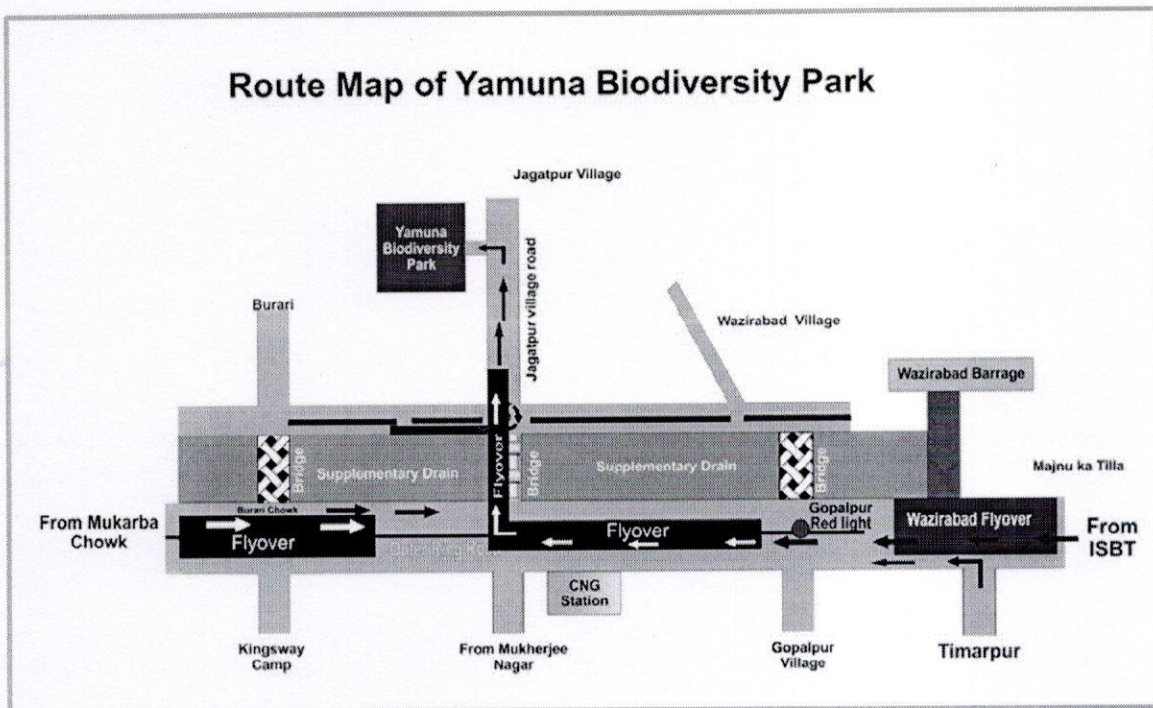 Route Map of Yamuna Biodiversity Park
Jagatpur Village
Yamuna
Biodiversity
Park
Jagatpur village road
Burari
Wazirabad Village
Wazirabad Barrage
Flyover
Bridge
Supplementary Drain
Bridge
Supplementary Drain
Bridge
Majnu ka Tilla
From Mukarba
Chowk
Burari Chowk
Flyover
Flyover
Gopalpur
Red light
Wazirabad Flyover
From
ISBT
CNG
Station
Kingsway
Camp
From Mukherjee
Nagar
Gopalpur
Village
Timarpur